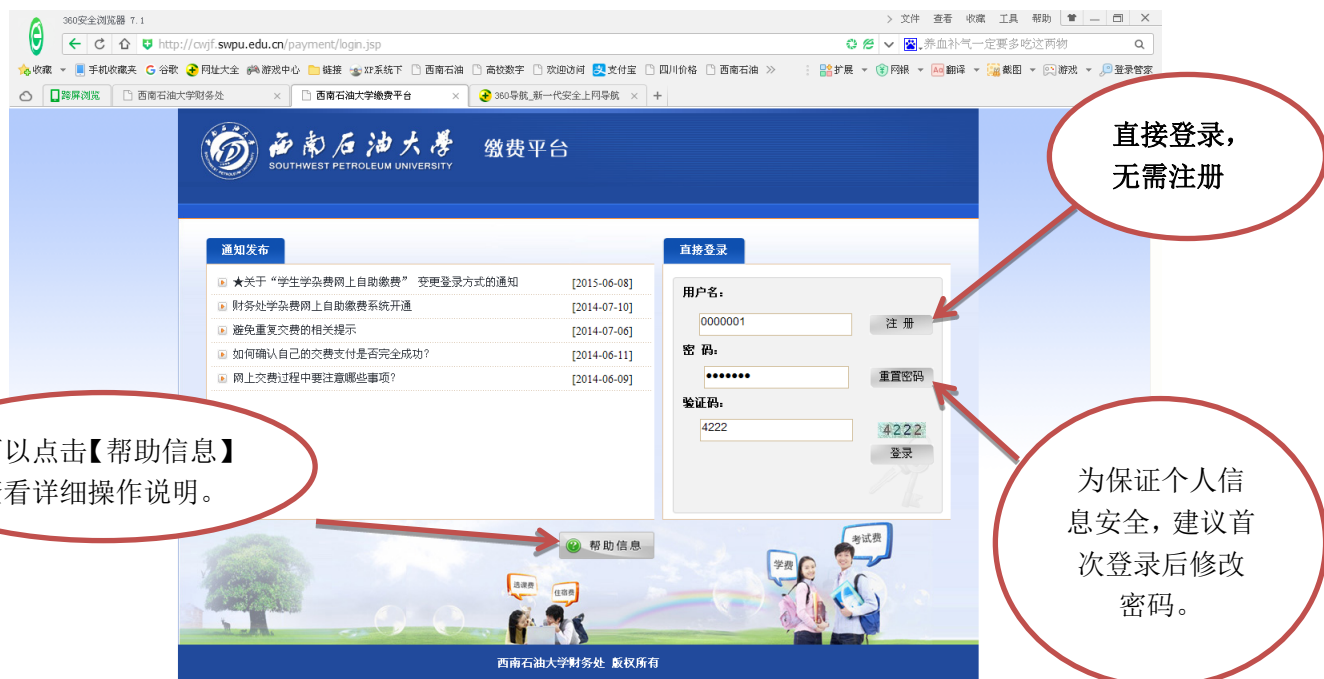 360安全浏览器 7.1
文件 查看 收藏 工具 帮助
http://cwjf.swpu.edu.cn/payment/login.jsp
养血补气一定要多吃这两物
收藏 手机收藏夹 谷歌 网址大全 游戏中心 链接 XP系统下 西南石油 高校数字 欢迎访问 支付宝 四川价格 西南石油 扩展 网银 翻译 截图 游戏 登录管家
跨屏浏览 西南石油大学财务处 西南石油大学缴费平台 360导航_新一代安全上网导航
西南石油大学 缴费平台
SOUTHWEST PETROLEUM UNIVERSITY
直接登录,
无需注册
通知发布
★关于“学生学杂费网上自助缴费” 变更登录方式的通知 [2015-06-08]
财务处学杂费网上自助缴费系统开通 [2014-07-10]
避免重复交费的相关提示 [2014-07-06]
如何确认自己的交费支付是否完全成功? [2014-06-11]
网上交费过程中要注意哪些事项? [2014-06-09]
直接登录
用户名:
0000001 注 册
密 码:
●●●●●●● 重置密码
验证码:
4222 4222
登录
以点击【帮助信息】
看详细操作说明。
为保证个人信
息安全,建议首
次登录后修改
密码。
帮助信息
考试费
学费
选课费
住宿费
西南石油大学财务处 版权所有